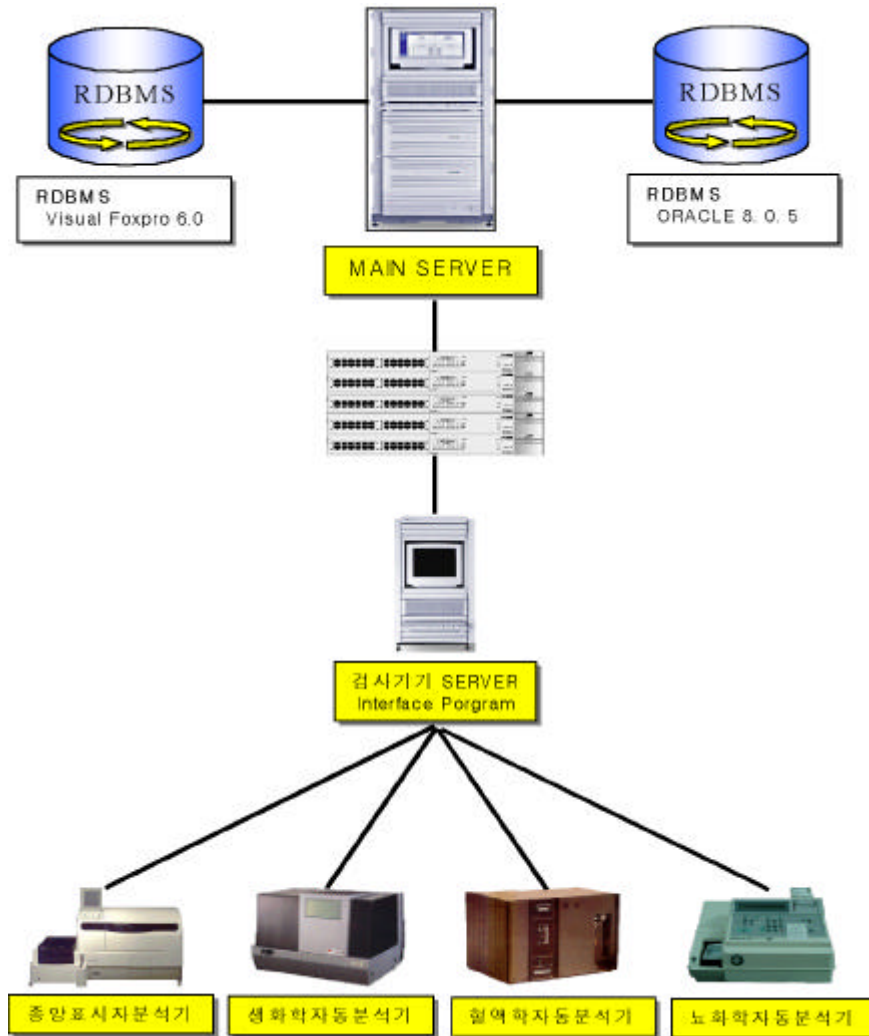 RDBMS
RDBMS
RDBMS
Visual Foxpro 6.0
RDBMS
ORACLE 8. 0. 5
MAIN SERVER
검사기기 SERVER
Interface Porgram
종양표시자분석기
생화학자동분석기
혈액학자동분석기
뇨화학자동분석기